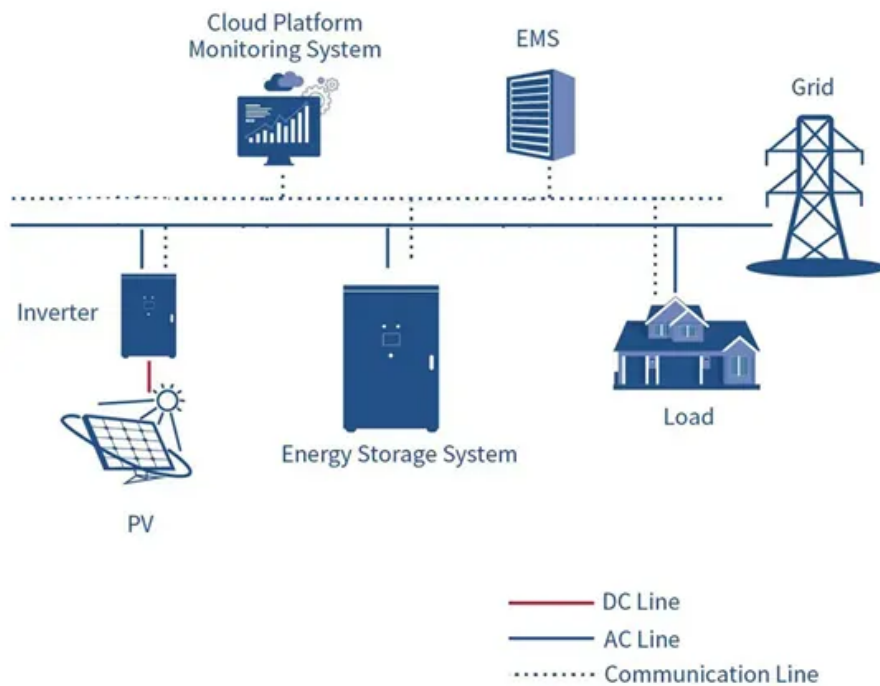 Cloud Platform
Monitoring System
EMS
Grid
Inverter
Energy Storage System
Load
PV
DC Line
AC Line
Communication Line